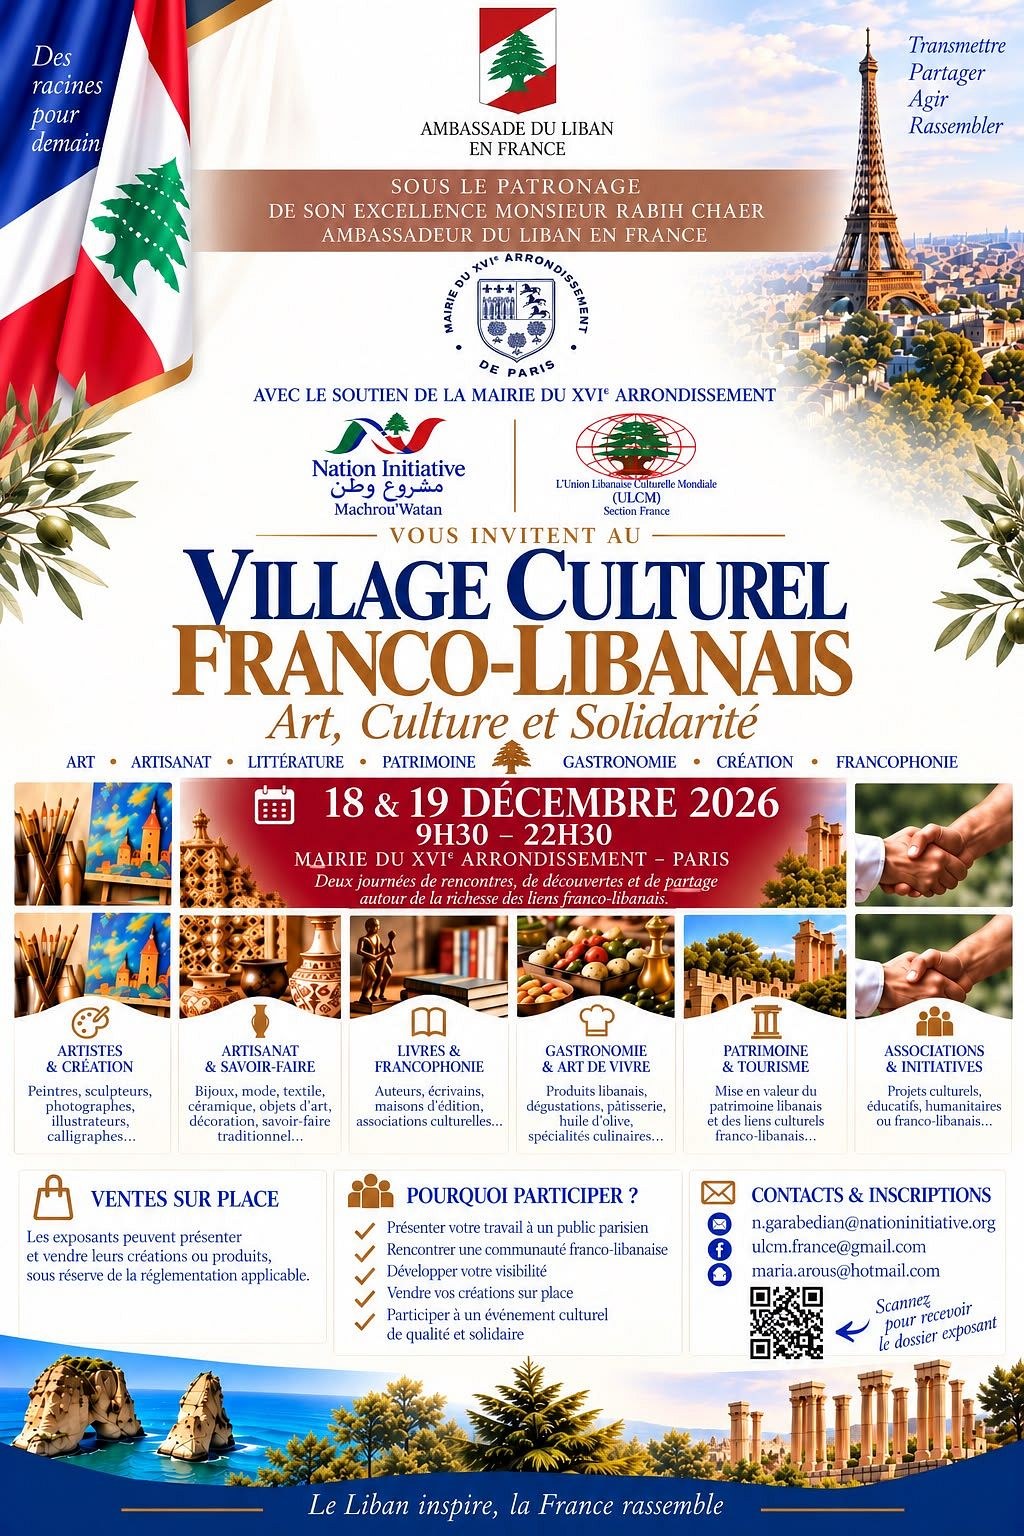 Des
racines
pour
demain
Transmettre
Partager
Agir
Rassembler
AMBASSADE DU LIBAN
EN FRANCE
SOUS LE PATRONAGE
DE SON EXCELLENCE MONSIEUR RABIH CHAER
AMBASSADEUR DU LIBAN EN FRANCE
MAIRIE DU XVIᵉ ARRONDISSEMENT
• DE PARIS •
AVEC LE SOUTIEN DE LA MAIRIE DU XVIᵉ ARRONDISSEMENT
Nation Initiative
مشروع وطن
Machrou'Watan
L'Union Libanaise Culturelle Mondiale
(ULCM)
Section France
VOUS INVITENT AU
VILLAGE CULTUREL
FRANCO-LIBANAIS
Art, Culture et Solidarité
ART • ARTISANAT • LITTÉRATURE • PATRIMOINE GASTRONOMIE • CRÉATION • FRANCOPHONIE
18 & 19 DÉCEMBRE 2026
9H30 – 22H30
MAIRIE DU XVIᵉ ARRONDISSEMENT – PARIS
Deux journées de rencontres, de découvertes et de partage
autour de la richesse des liens franco-libanais.
ARTISTES
& CRÉATION
Peintres, sculpteurs,
photographes,
illustrateurs,
calligraphes...
ARTISANAT
& SAVOIR-FAIRE
Bijoux, mode, textile,
céramique, objets d'art,
décoration, savoir-faire
traditionnel...
LIVRES &
FRANCOPHONIE
Auteurs, écrivains,
maisons d'édition,
associations culturelles...
GASTRONOMIE
& ART DE VIVRE
Produits libanais,
dégustations, pâtisserie,
huile d'olive,
spécialités culinaires...
PATRIMOINE
& TOURISME
Mise en valeur du
patrimoine libanais
et des liens culturels
franco-libanais...
ASSOCIATIONS
& INITIATIVES
Projets culturels,
éducatifs, humanitaires
ou franco-libanais...
VENTES SUR PLACE
Les exposants peuvent présenter
et vendre leurs créations ou produits,
sous réserve de la réglementation applicable.
POURQUOI PARTICIPER ?
Présenter votre travail à un public parisien
Rencontrer une communauté franco-libanaise
Développer votre visibilité
Vendre vos créations sur place
Participer à un événement culturel
de qualité et solidaire
CONTACTS & INSCRIPTIONS
n.garabedian@nationinitiative.org
ulcm.france@gmail.com
maria.arous@hotmail.com
Scannez
pour recevoir
le dossier exposant
Le Liban inspire, la France rassemble